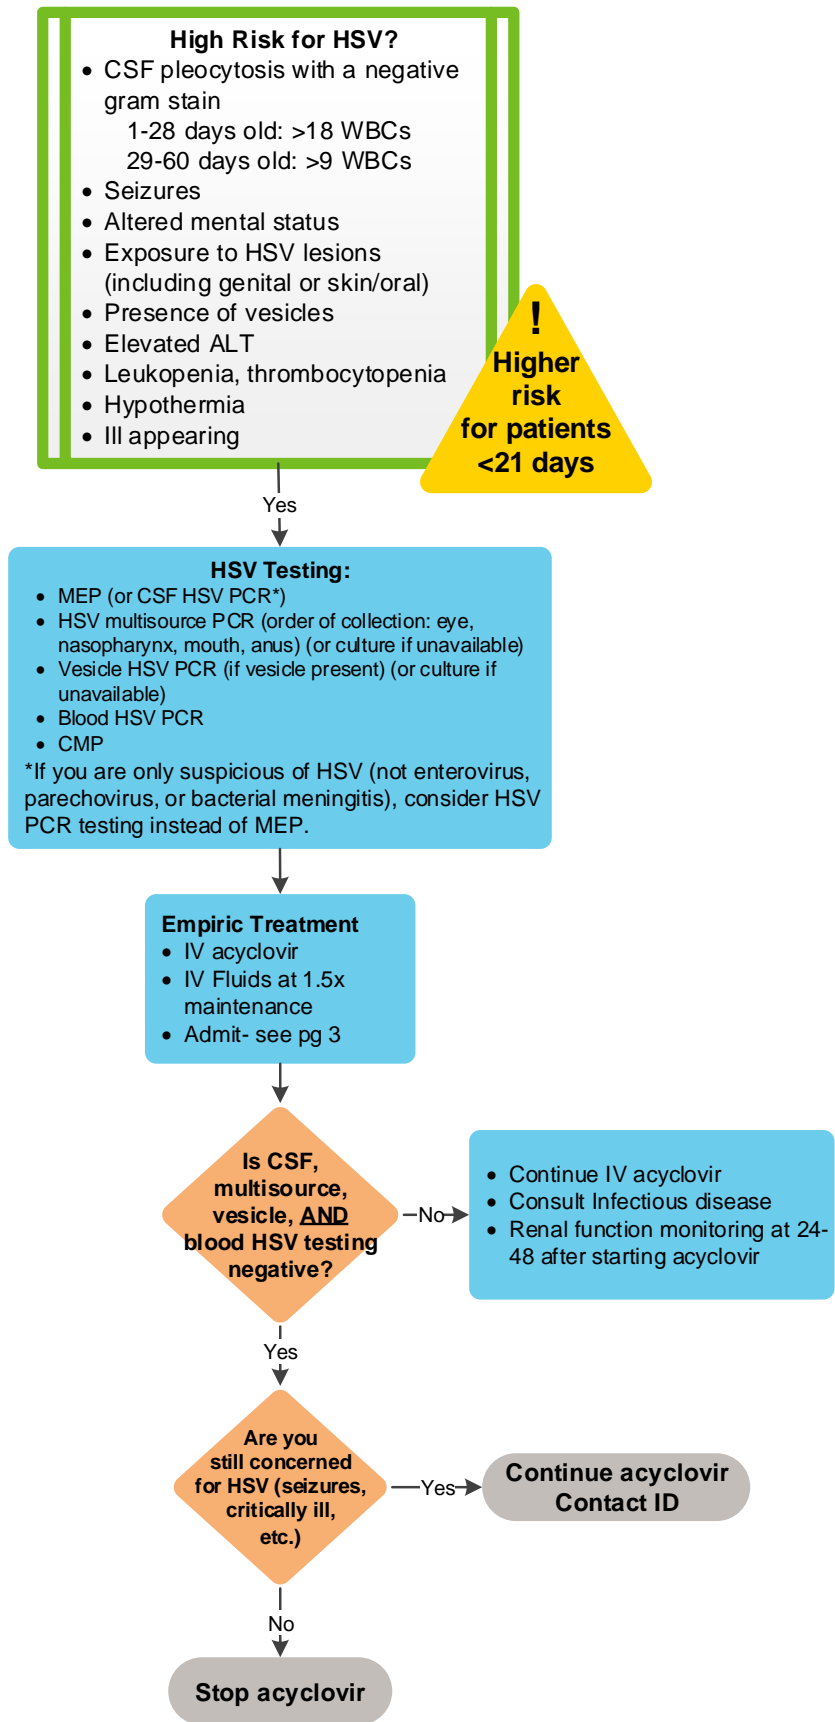 High Risk for HSV?
• CSF pleocytosis with a negative
gram stain
1-28 days old: >18 WBCs
29-60 days old: >9 WBCs
• Seizures
• Altered mental status
• Exposure to HSV lesions
(including genital or skin/oral)
• Presence of vesicles
• Elevated ALT
• Leukopenia, thrombocytopenia
• Hypothermia
• Ill appearing
!
Higher
risk
for patients
<21 days
Yes
HSV Testing:
• MEP (or CSF HSV PCR*)
• HSV multisource PCR (order of collection: eye,
nasopharynx, mouth, anus) (or culture if unavailable)
• Vesicle HSV PCR (if vesicle present) (or culture if
unavailable)
• Blood HSV PCR
• CMP
*If you are only suspicious of HSV (not enterovirus,
parechovirus, or bacterial meningitis), consider HSV
PCR testing instead of MEP.
Empiric Treatment
• IV acyclovir
• IV Fluids at 1.5x
maintenance
• Admit- see pg 3
Is CSF,
multisource,
vesicle, AND
blood HSV testing
negative?
No
• Continue IV acyclovir
• Consult Infectious disease
• Renal function monitoring at 24-
48 after starting acyclovir
Yes
Are you
still concerned
for HSV (seizures,
critically ill,
etc.)
Yes
Continue acyclovir
Contact ID
No
Stop acyclovir